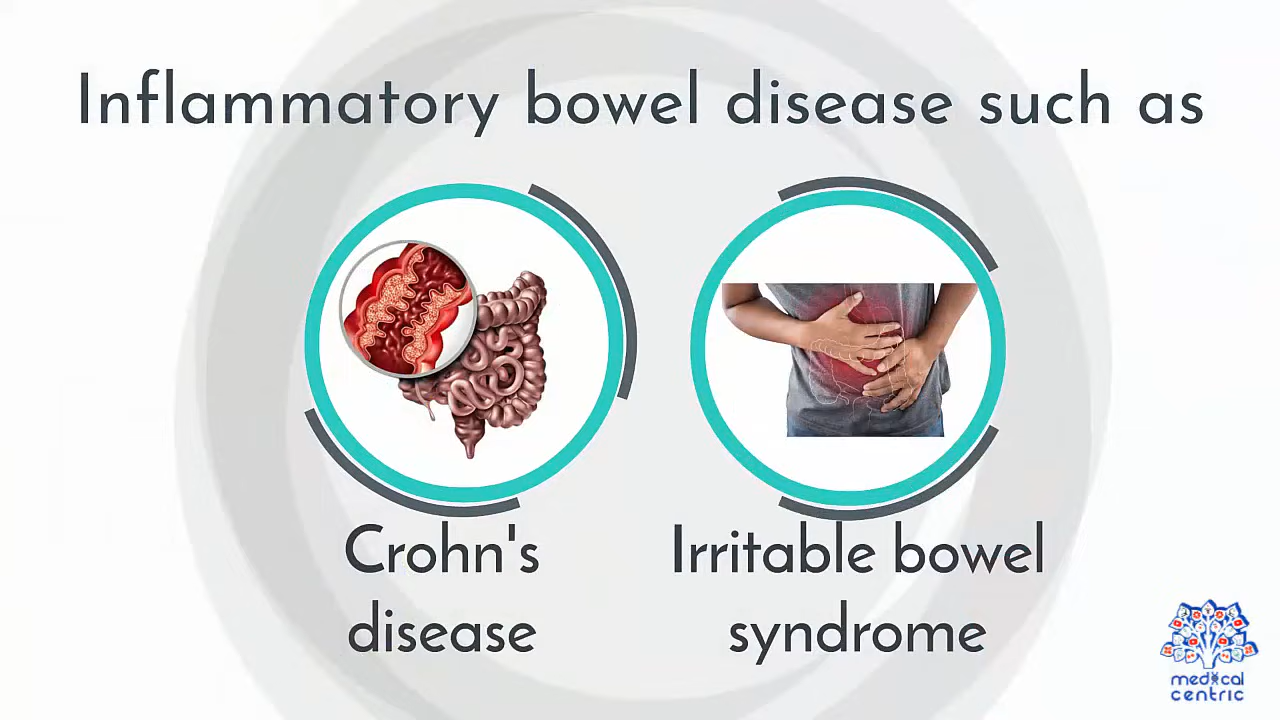 Inflammatory bowel disease such as
Crohn's
disease
Irritable bowel
syndrome
medical
centric